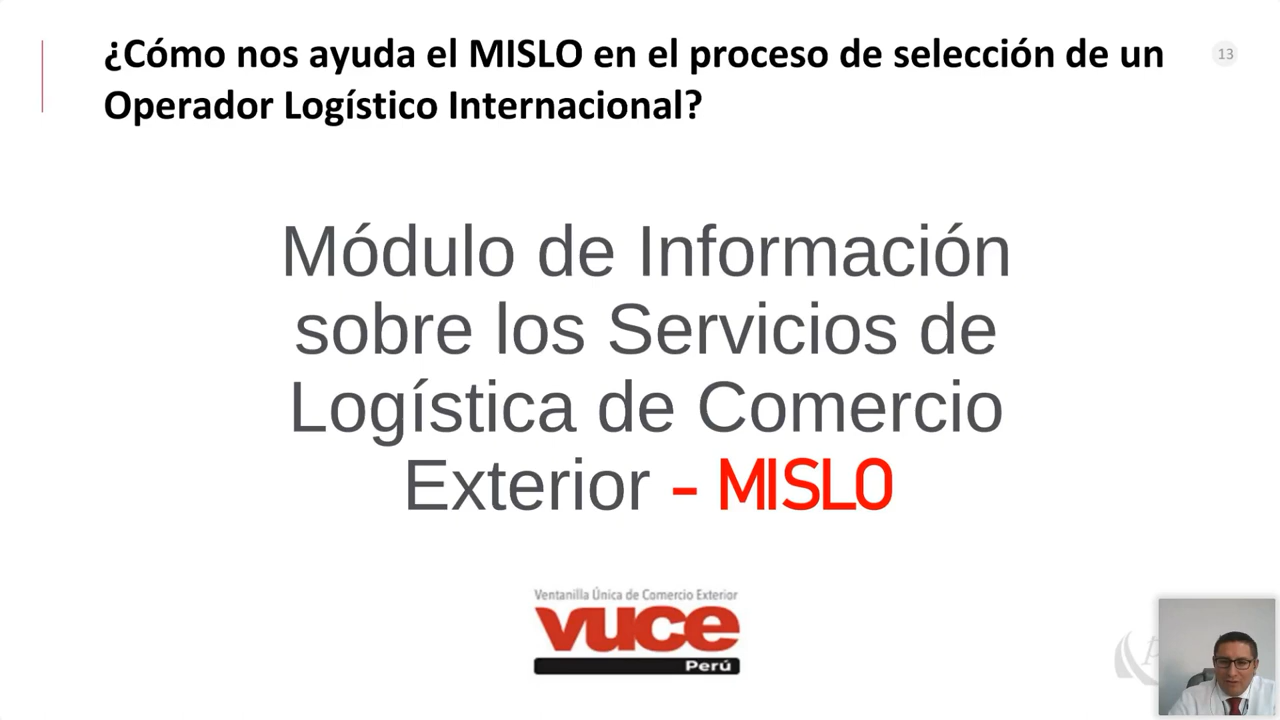 ¿Cómo nos ayuda el MISLO en el proceso de selección de un
Operador Logístico Internacional?
13
Módulo de Información
sobre los Servicios de
Logística de Comercio
Exterior - MISLO
Ventanilla Única de Comercio Exterior
vuce
Perú